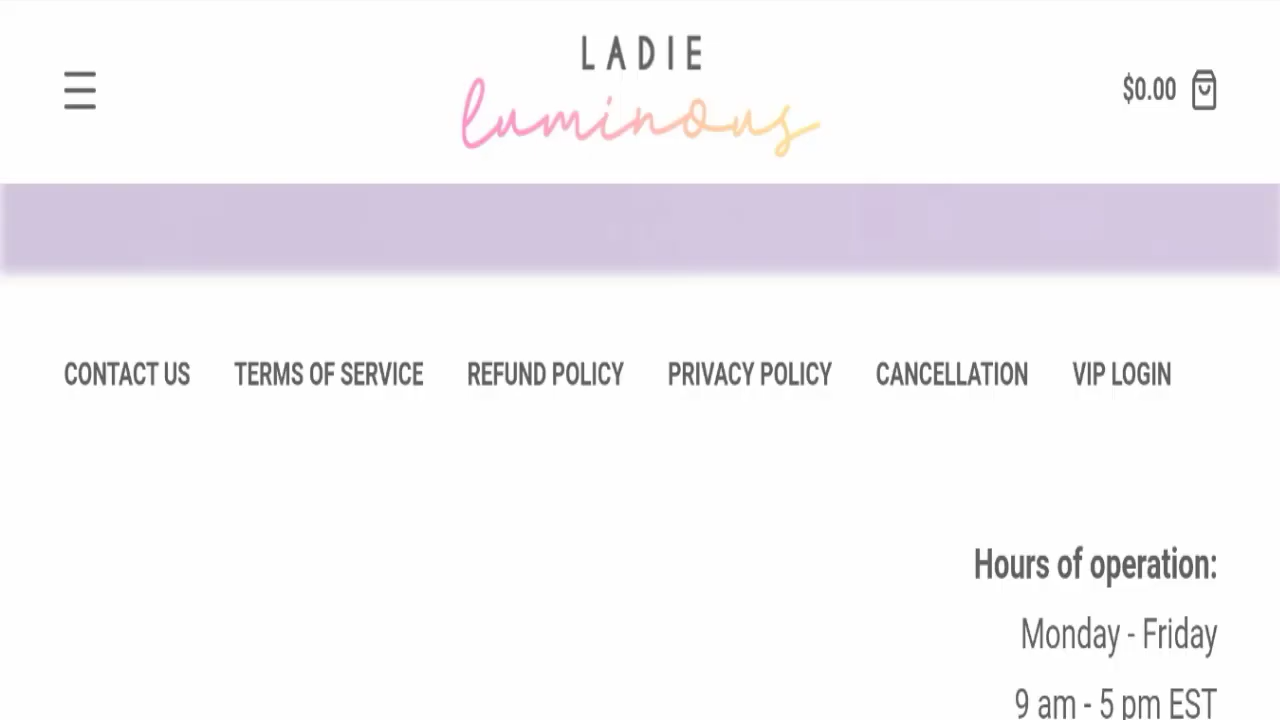 LADIE
luminous
$0.00
CONTACT US TERMS OF SERVICE REFUND POLICY PRIVACY POLICY CANCELLATION VIP LOGIN
Hours of operation:
Monday - Friday
9 am - 5 pm EST